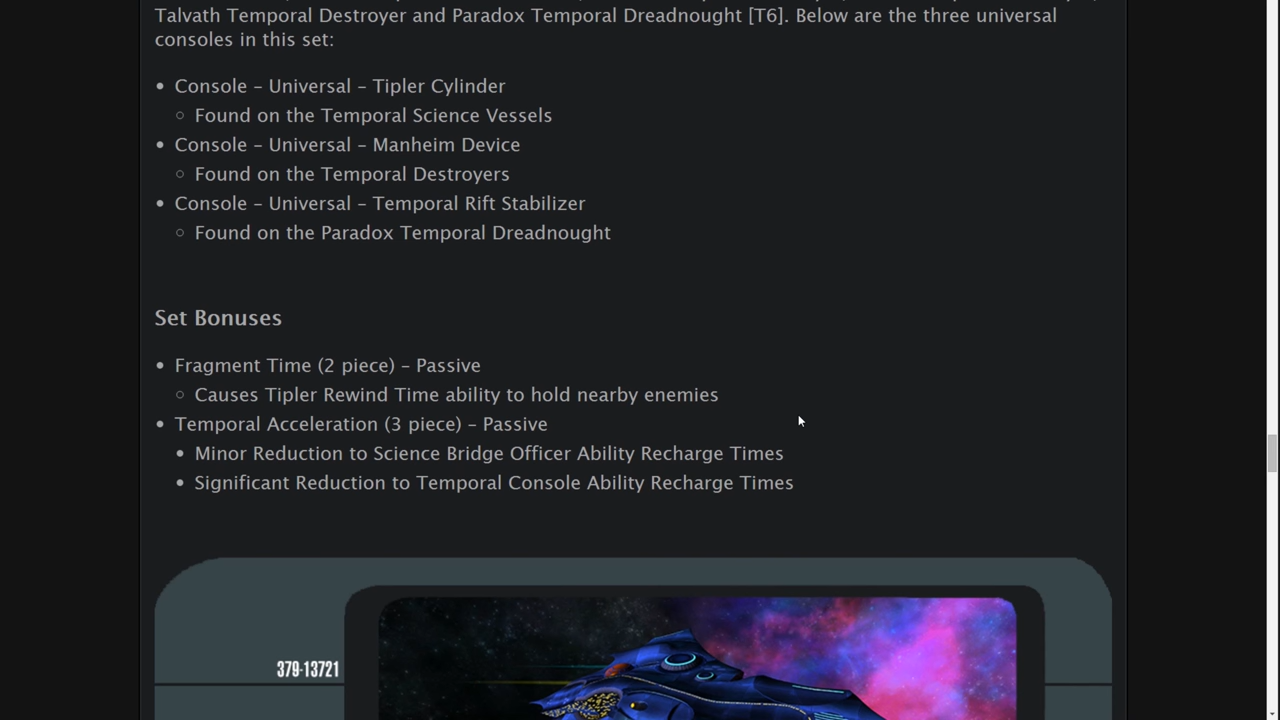 Talvath Temporal Destroyer and Paradox Temporal Dreadnought [T6]. Below are the three universal
consoles in this set:
• Console – Universal – Tipler Cylinder
○ Found on the Temporal Science Vessels
• Console – Universal – Manheim Device
○ Found on the Temporal Destroyers
• Console – Universal – Temporal Rift Stabilizer
○ Found on the Paradox Temporal Dreadnought
Set Bonuses
• Fragment Time (2 piece) – Passive
○ Causes Tipler Rewind Time ability to hold nearby enemies
• Temporal Acceleration (3 piece) – Passive
• Minor Reduction to Science Bridge Officer Ability Recharge Times
• Significant Reduction to Temporal Console Ability Recharge Times
379-13721